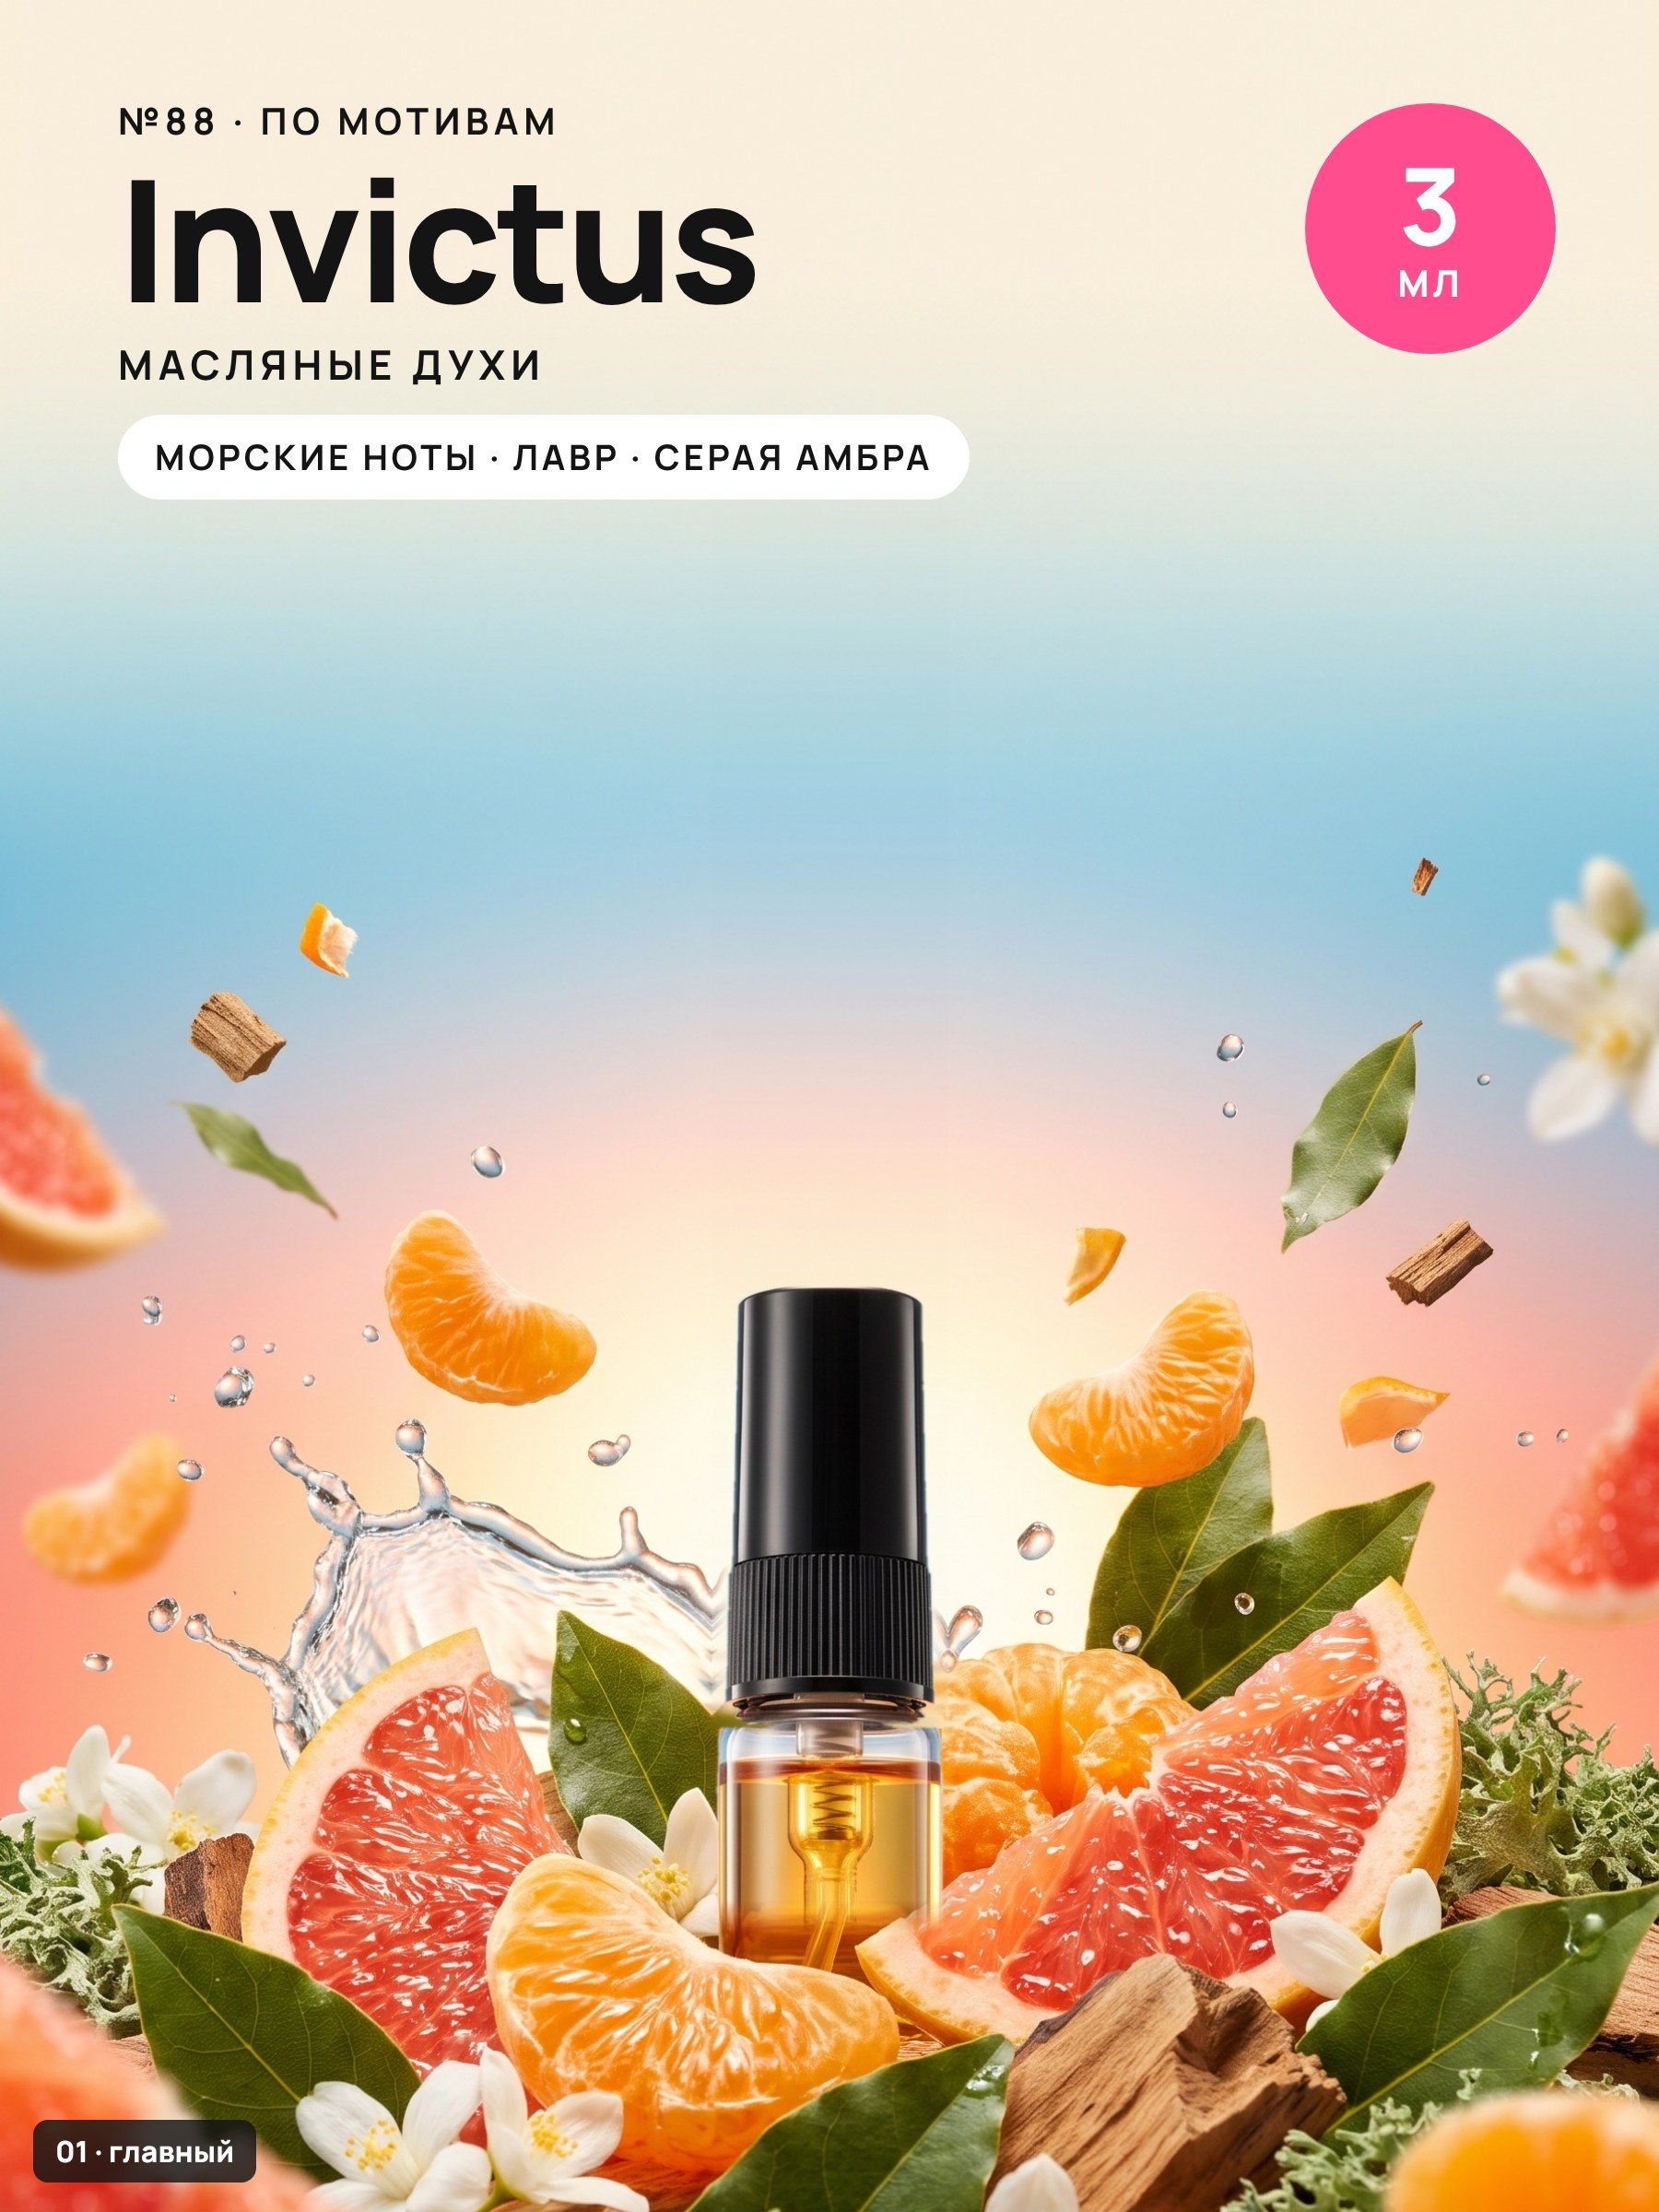 №88 · ПО МОТИВАМ
Invictus
МАСЛЯНЫЕ ДУХИ
МОРСКИЕ НОТЫ · ЛАВР · СЕРАЯ АМБРА
3
МЛ
01 · главный